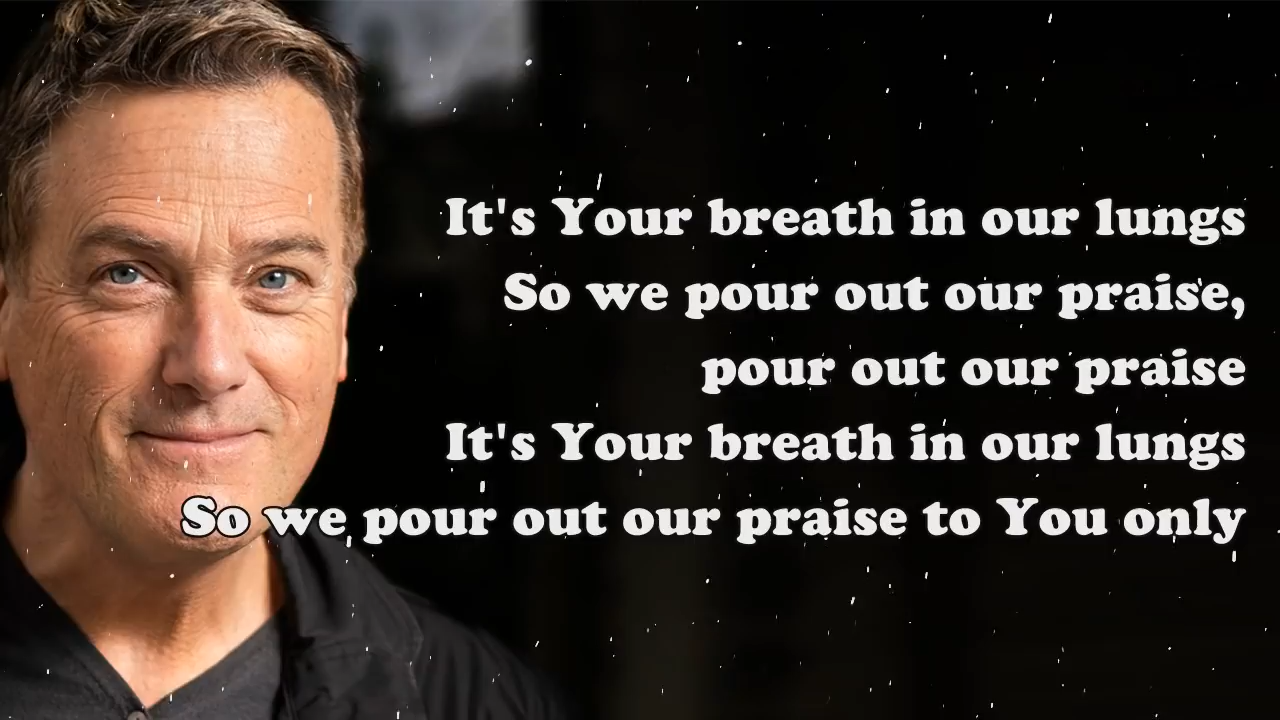 It's Your breath in our lungs
So we pour out our praise,
pour out our praise
It's Your breath in our lungs
So we pour out our praise to You only